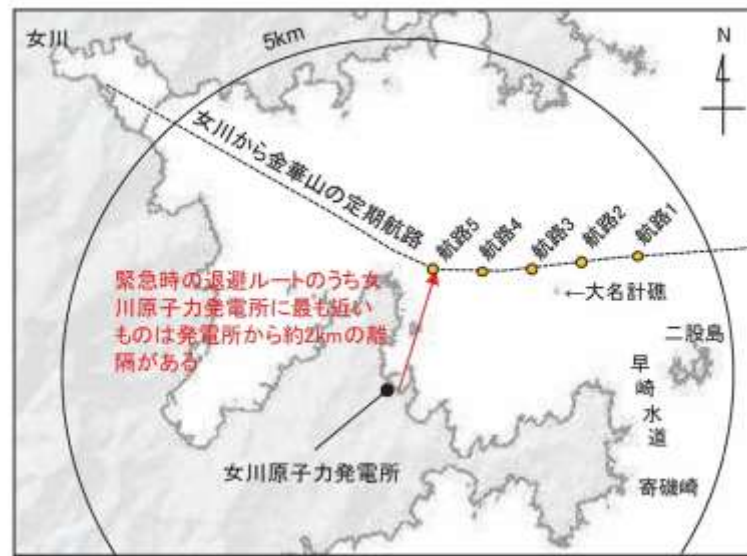 女川
5km
N
女川から金華山の定期航路
航路5
航路4
航路3
航路2
航路1
←大名計礁
緊急時の退避ルートのうち女
川原子力発電所に最も近い
ものは発電所から約2kmの離
隔がある
二股島
早崎水道
女川原子力発電所
寄磯崎